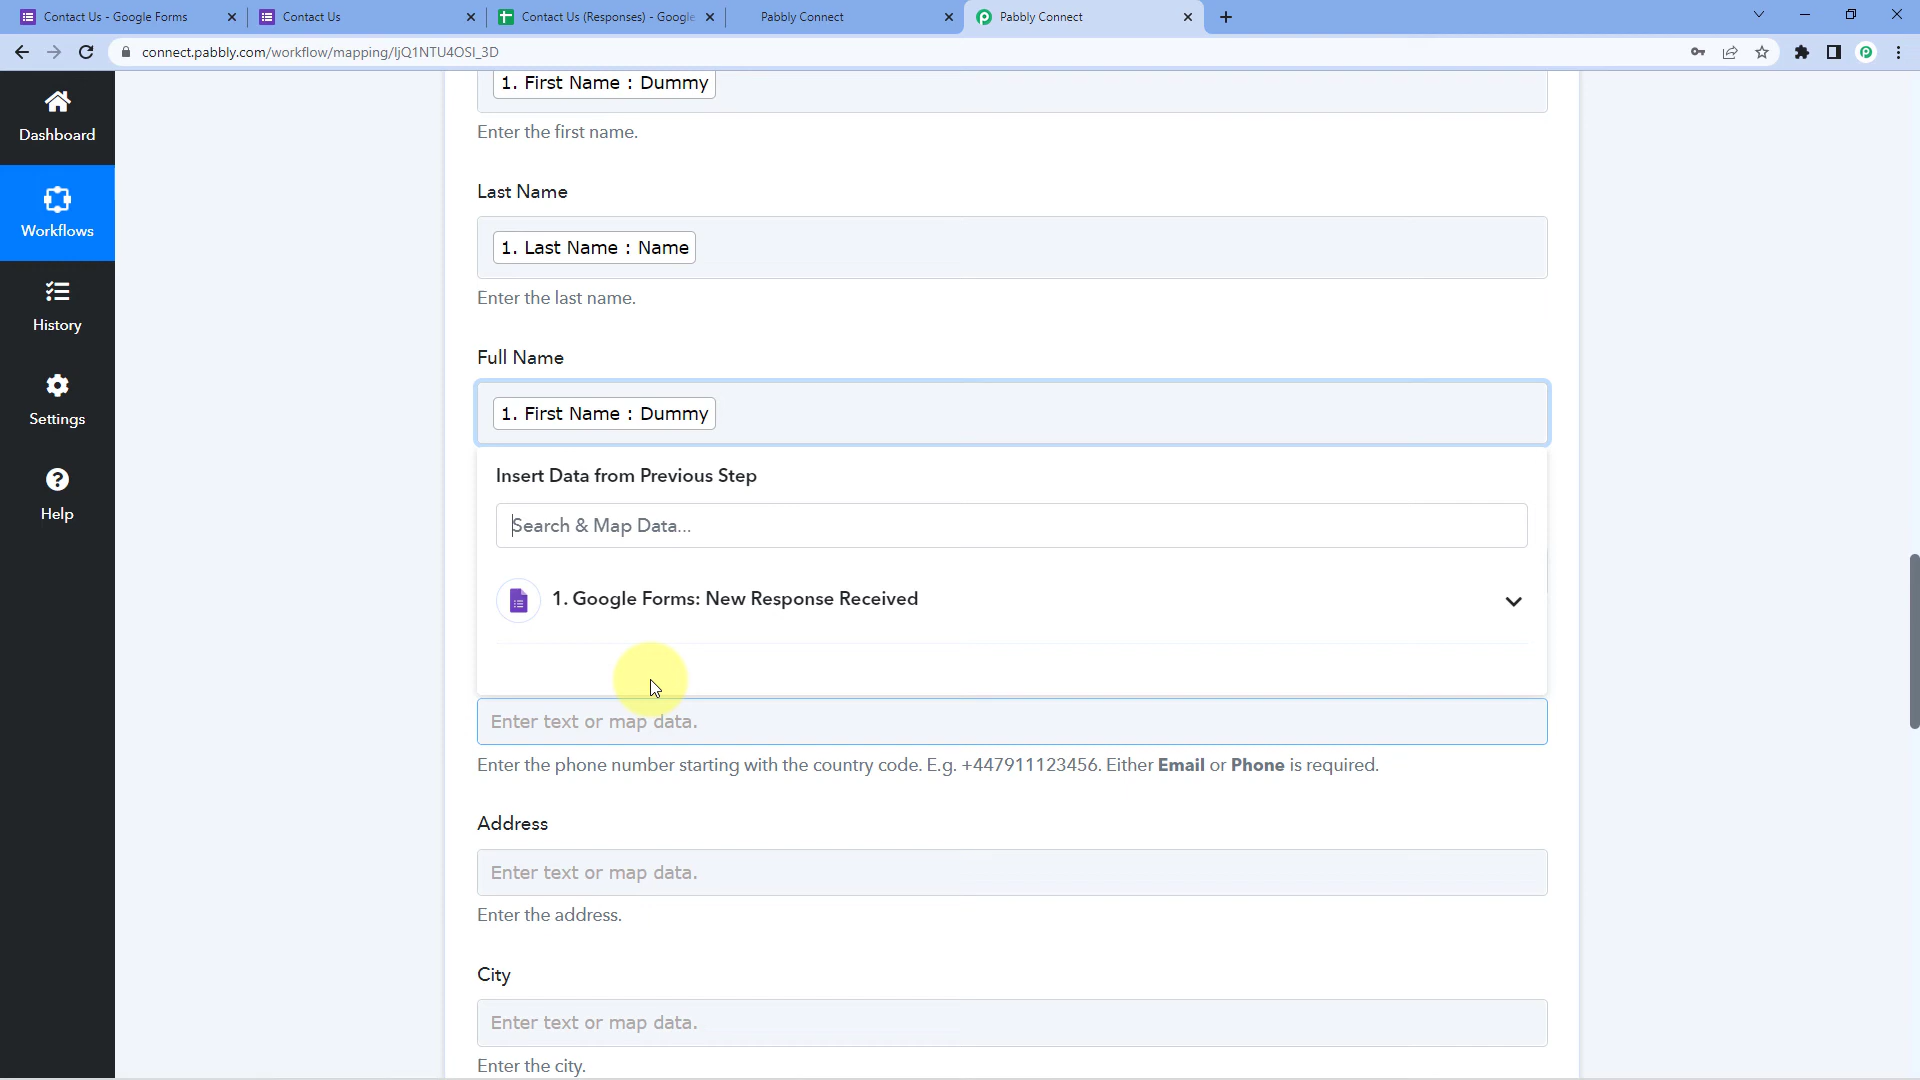 Contact Us - Google Forms
Contact Us
Contact Us (Responses) - Google
Pabbly Connect
Pabbly Connect
connect.pabbly.com/workflow/mapping/IjQ1NTU4OSI_3D
Dashboard
Workflows
History
Settings
Help
1. First Name : Dummy
Enter the first name.
Last Name
1. Last Name : Name
Enter the last name.
Full Name
1. First Name : Dummy
Insert Data from Previous Step
Search & Map Data...
1. Google Forms: New Response Received
Enter text or map data.
Enter the phone number starting with the country code. E.g. +447911123456. Either Email or Phone is required.
Address
Enter text or map data.
Enter the address.
City
Enter text or map data.
Enter the city.